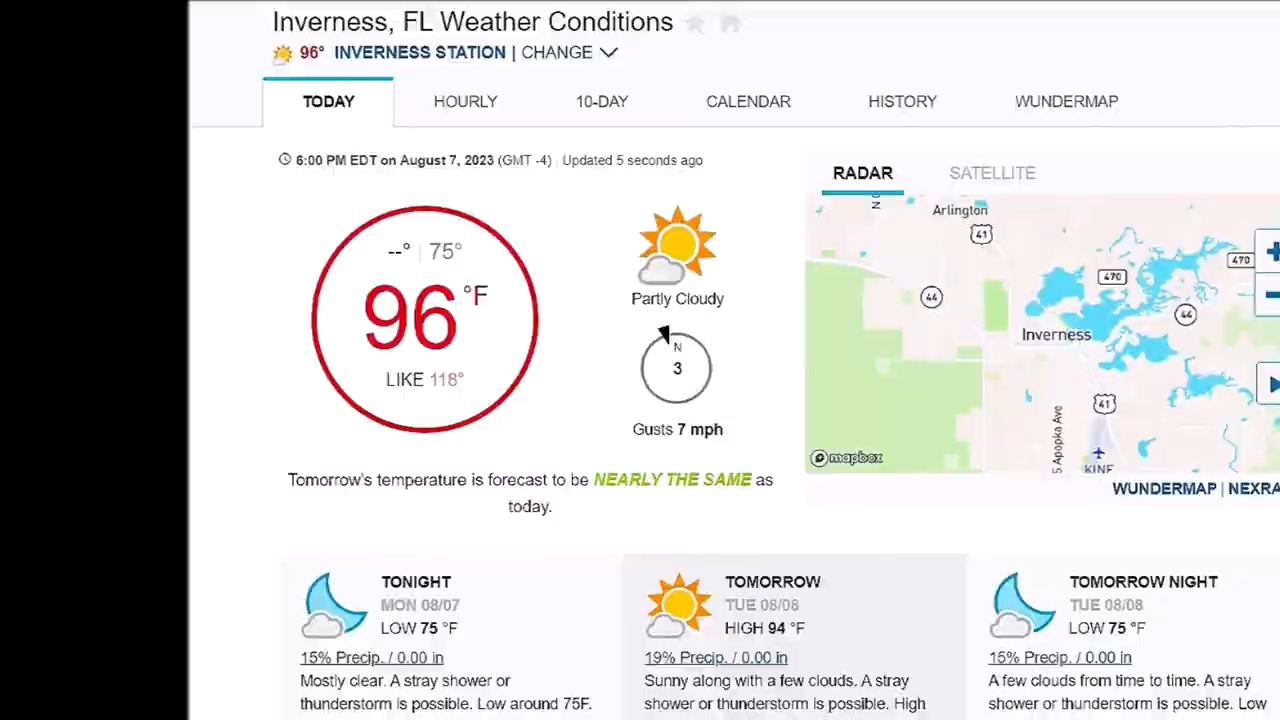 Inverness, FL Weather Conditions
96° INVERNESS STATION | CHANGE
TODAY HOURLY 10-DAY CALENDAR HISTORY WUNDERMAP
6:00 PM EDT on August 7, 2023 (GMT -4) | Updated 5 seconds ago
--° | 75°
96 °F
LIKE 118°
Partly Cloudy
N
3
Gusts 7 mph
Tomorrow's temperature is forecast to be NEARLY THE SAME as
today.
RADAR SATELLITE
Arlington
41
470
470
44
44
Inverness
41
S Apopka Ave
KINF
mapbox
WUNDERMAP | NEXRA
TONIGHT
MON 08/07
LOW 75 °F
15% Precip. / 0.00 in
Mostly clear. A stray shower or
thunderstorm is possible. Low around 75F.
TOMORROW
TUE 08/08
HIGH 94 °F
19% Precip. / 0.00 in
Sunny along with a few clouds. A stray
shower or thunderstorm is possible. High
TOMORROW NIGHT
TUE 08/08
LOW 75 °F
15% Precip. / 0.00 in
A few clouds from time to time. A stray
shower or thunderstorm is possible. Low